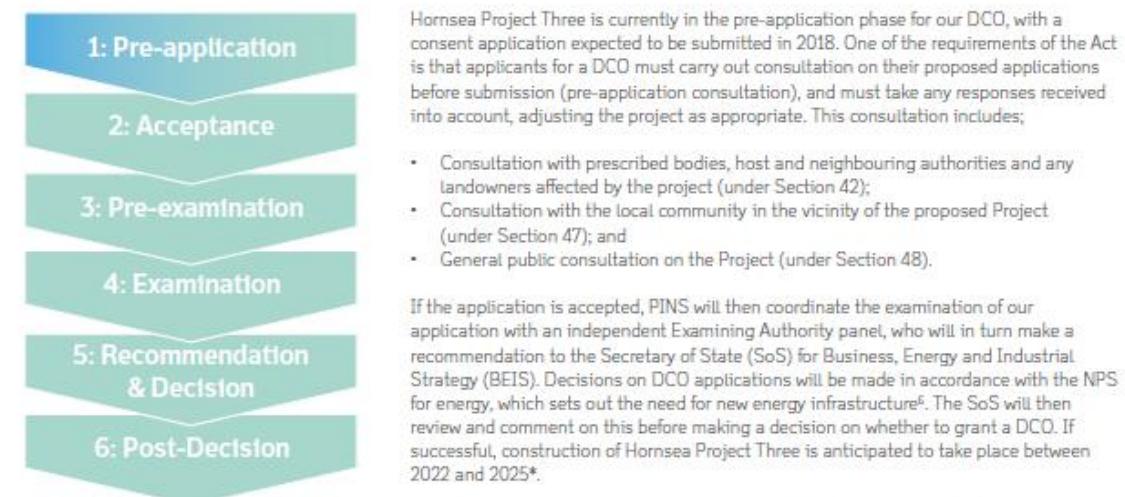 1: Pre-application
2: Acceptance
3: Pre-examination
4: Examination
5: Recommendation
& Decision
6: Post-Decision
Hornsea Project Three is currently in the pre-application phase for our DCO, with a
consent application expected to be submitted in 2018. One of the requirements of the Act
is that applicants for a DCO must carry out consultation on their proposed applications
before submission (pre-application consultation), and must take any responses received
into account, adjusting the project as appropriate. This consultation includes;
• Consultation with prescribed bodies, host and neighbouring authorities and any
landowners affected by the project (under Section 42);
• Consultation with the local community in the vicinity of the proposed Project
(under Section 47); and
• General public consultation on the Project (under Section 48).
If the application is accepted, PINS will then coordinate the examination of our
application with an independent Examining Authority panel, who will in turn make a
recommendation to the Secretary of State (SoS) for Business, Energy and Industrial
Strategy (BEIS). Decisions on DCO applications will be made in accordance with the NPS
for energy, which sets out the need for new energy infrastructure⁶. The SoS will then
review and comment on this before making a decision on whether to grant a DCO. If
successful, construction of Hornsea Project Three is anticipated to take place between
2022 and 2025*.